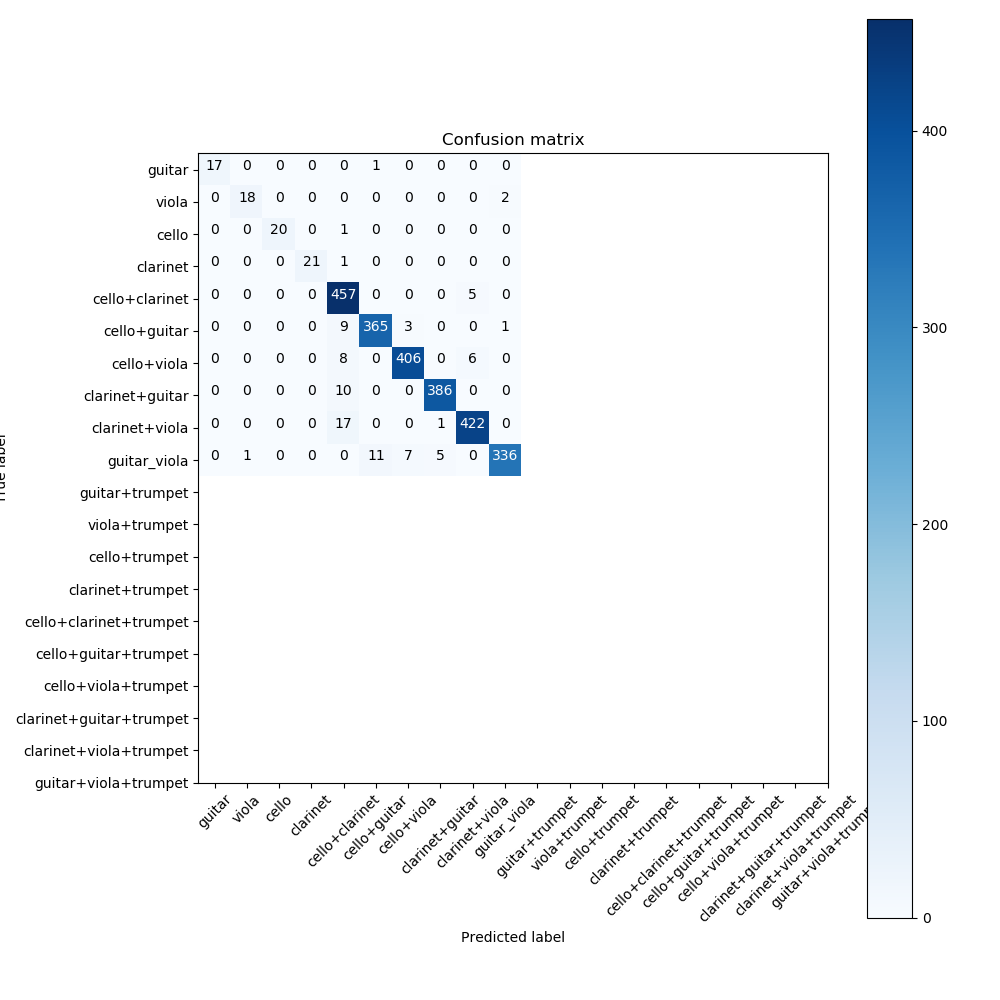 Confusion matrix
guitar 17 0 0 0 0 1 0 0 0 0
viola 0 18 0 0 0 0 0 0 0 2
cello 0 0 20 0 1 0 0 0 0 0
clarinet 0 0 0 21 1 0 0 0 0 0
cello+clarinet 0 0 0 0 457 0 0 0 5 0
cello+guitar 0 0 0 0 9 365 3 0 0 1
cello+viola 0 0 0 0 8 0 406 0 6 0
clarinet+guitar 0 0 0 0 10 0 0 386 0 0
clarinet+viola 0 0 0 0 17 0 0 1 422 0
guitar_viola 0 1 0 0 0 11 7 5 0 336
guitar+trumpet
viola+trumpet
cello+trumpet
clarinet+trumpet
cello+clarinet+trumpet
cello+guitar+trumpet
cello+viola+trumpet
clarinet+guitar+trumpet
clarinet+viola+trumpet
guitar+viola+trumpet
guitar
viola
cello
clarinet
cello+clarinet
cello+guitar
cello+viola
clarinet+guitar
clarinet+viola
guitar_viola
guitar+trumpet
viola+trumpet
cello+trumpet
clarinet+trumpet
cello+clarinet+trumpet
cello+guitar+trumpet
cello+viola+trumpet
clarinet+guitar+trumpet
clarinet+viola+trumpet
Predicted label
400
300
200
100
0